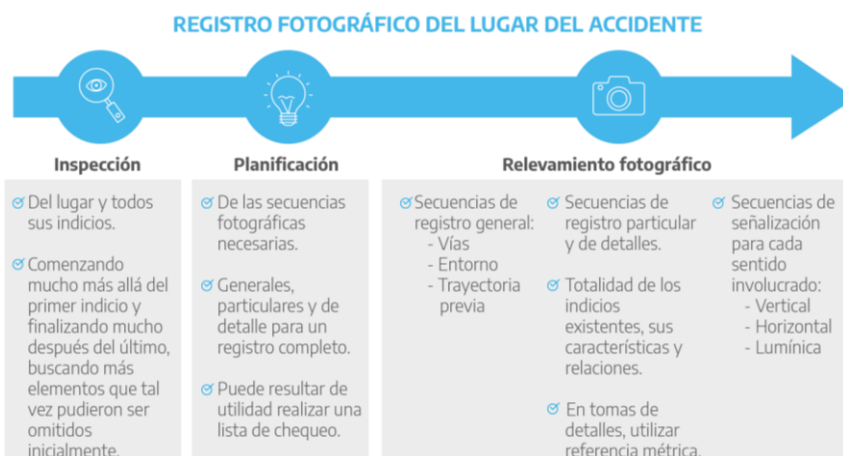 REGISTRO FOTOGRÁFICO DEL LUGAR DEL ACCIDENTE
Inspección
Del lugar y todos
sus indicios.
Comenzando
mucho más allá del
primer indicio y
finalizando mucho
después del último,
buscando más
elementos que tal
vez pudieron ser
omitidos
inicialmente.
Planificación
De las secuencias
fotográficas
necesarias.
Generales,
particulares y de
detalle para un
registro completo.
Puede resultar de
utilidad realizar una
lista de chequeo.
Relevamiento fotográfico
Secuencias de
registro general:
- Vías
- Entorno
- Trayectoria
previa
Secuencias de
registro particular
y de detalles.
Totalidad de los
indicios
existentes, sus
características y
relaciones.
En tomas de
detalles, utilizar
referencia métrica.
Secuencias de
señalización
para cada
sentido
involucrado:
- Vertical
- Horizontal
- Lumínica